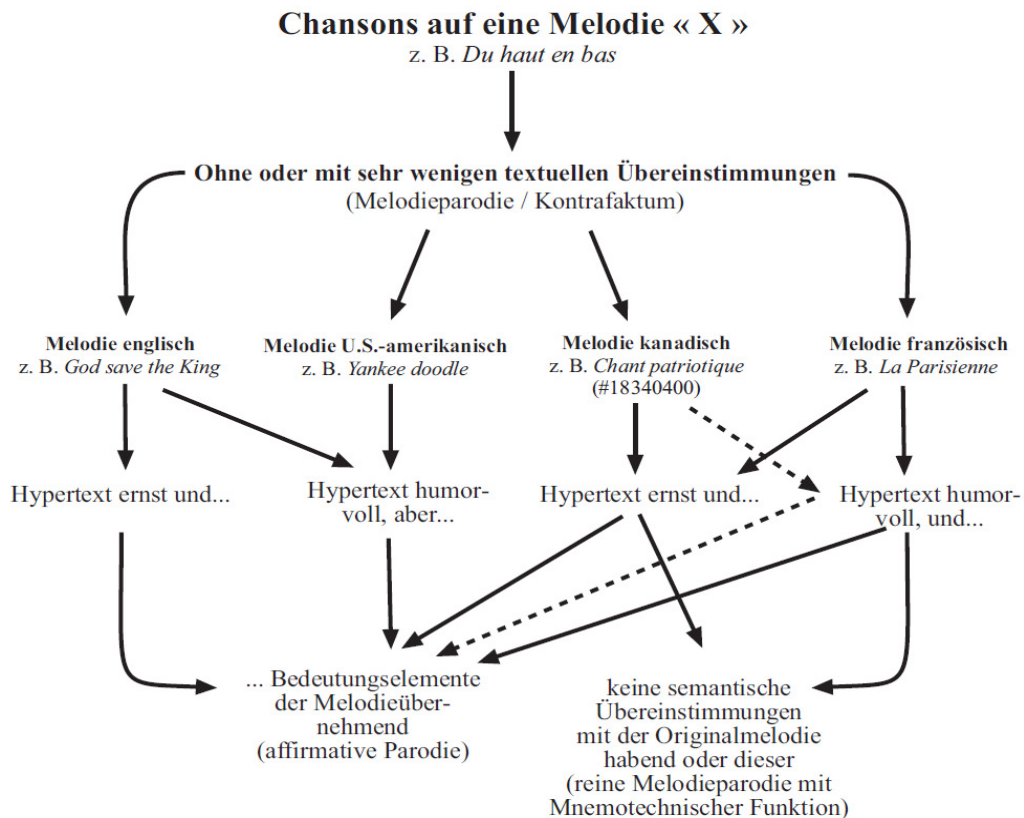 Chansons auf eine Melodie « X »
z. B. Du haut en bas
Ohne oder mit sehr wenigen textuellen Übereinstimmungen
(Melodieparodie / Kontrafaktum)
Melodie englisch
z. B. God save the King
Melodie U.S.-amerikanisch
z. B. Yankee doodle
Melodie kanadisch
z. B. Chant patriotique
(#18340400)
Melodie französisch
z. B. La Parisienne
Hypertext ernst und...
Hypertext humor-
voll, aber...
Hypertext ernst und...
Hypertext humor-
voll, und...
... Bedeutungselemente
der Melodieüber-
nehmend
(affirmative Parodie)
keine semantische
Übereinstimmungen
mit der Originalmelodie
habend oder dieser
(reine Melodieparodie mit
Mnemotechnischer Funktion)